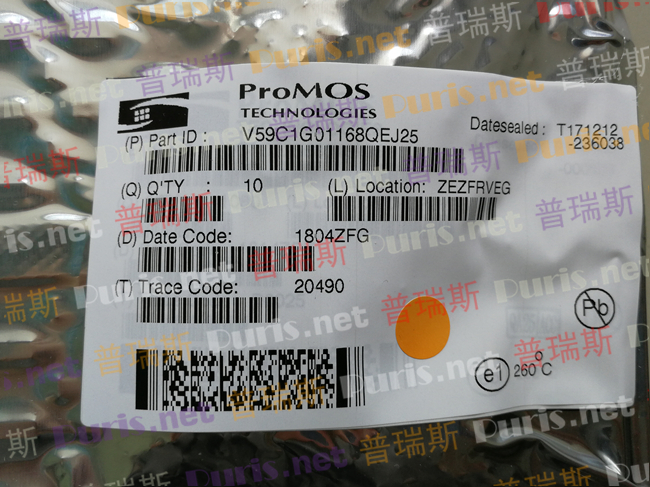 ProMOS
TECHNOLOGIES
(P) Part ID : V59C1G01168QEJ25
Datesealed : T171212
-236038
(Q) Q'TY : 10 (L) Location: ZEZFRVEG
(D) Date Code: 1804ZFG
(T) Trace Code: 20490
Pb
e1 260°C
普瑞斯 Puris.net